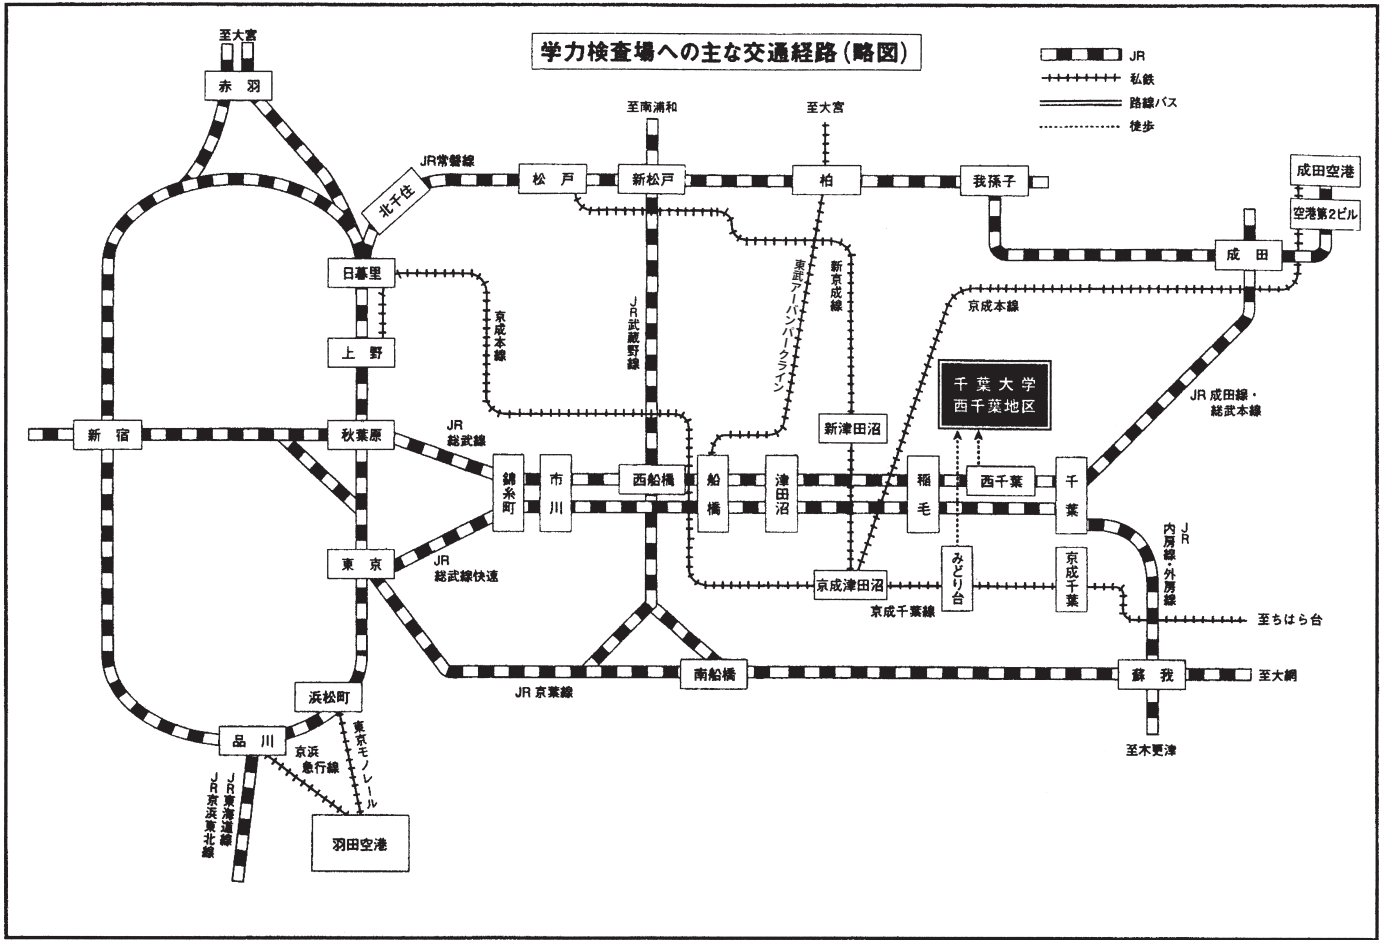 学力検査場への主な交通経路(略図)
JR
私鉄
路線バス
徒歩
至大宮
赤羽
至南浦和
至大宮
JR常磐線
松戸
新松戸
柏
我孫子
成田空港
空港第2ビル
北千住
成田
日暮里
京成本線
JR武蔵野線
東武アーバンパークライン
新京成線
京成本線
上野
千葉大学
西千葉地区
JR成田線・
総武本線
新宿
秋葉原
JR
総武線
新津田沼
錦糸町
市川
西船橋
船橋
津田沼
稲毛
西千葉
千葉
東京
JR
総武線快速
京成津田沼
みどり台
京成千葉
JR
内房線・外房線
京成千葉線
至ちはら台
JR京葉線
南船橋
蘇我
至大網
至木更津
浜松町
品川
京浜
急行線
東京モノレール
JR東海道線
JR京浜東北線
羽田空港